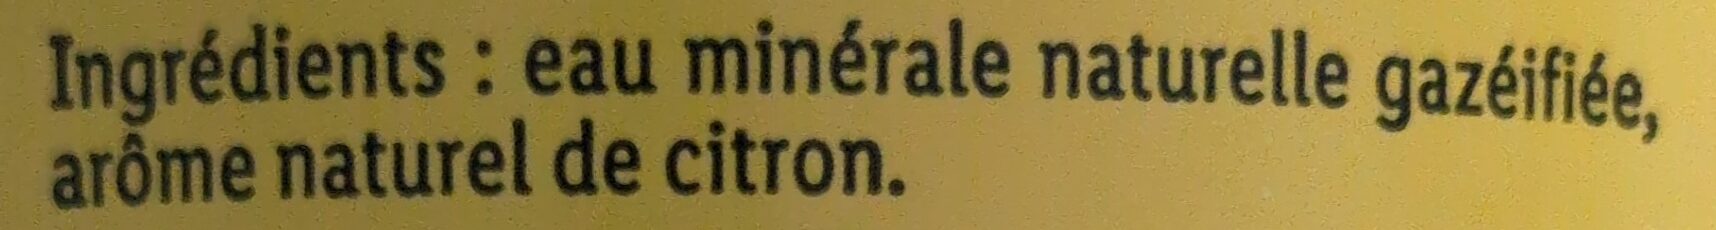 Ingrédients : eau minérale naturelle gazéifiée,
arôme naturel de citron.